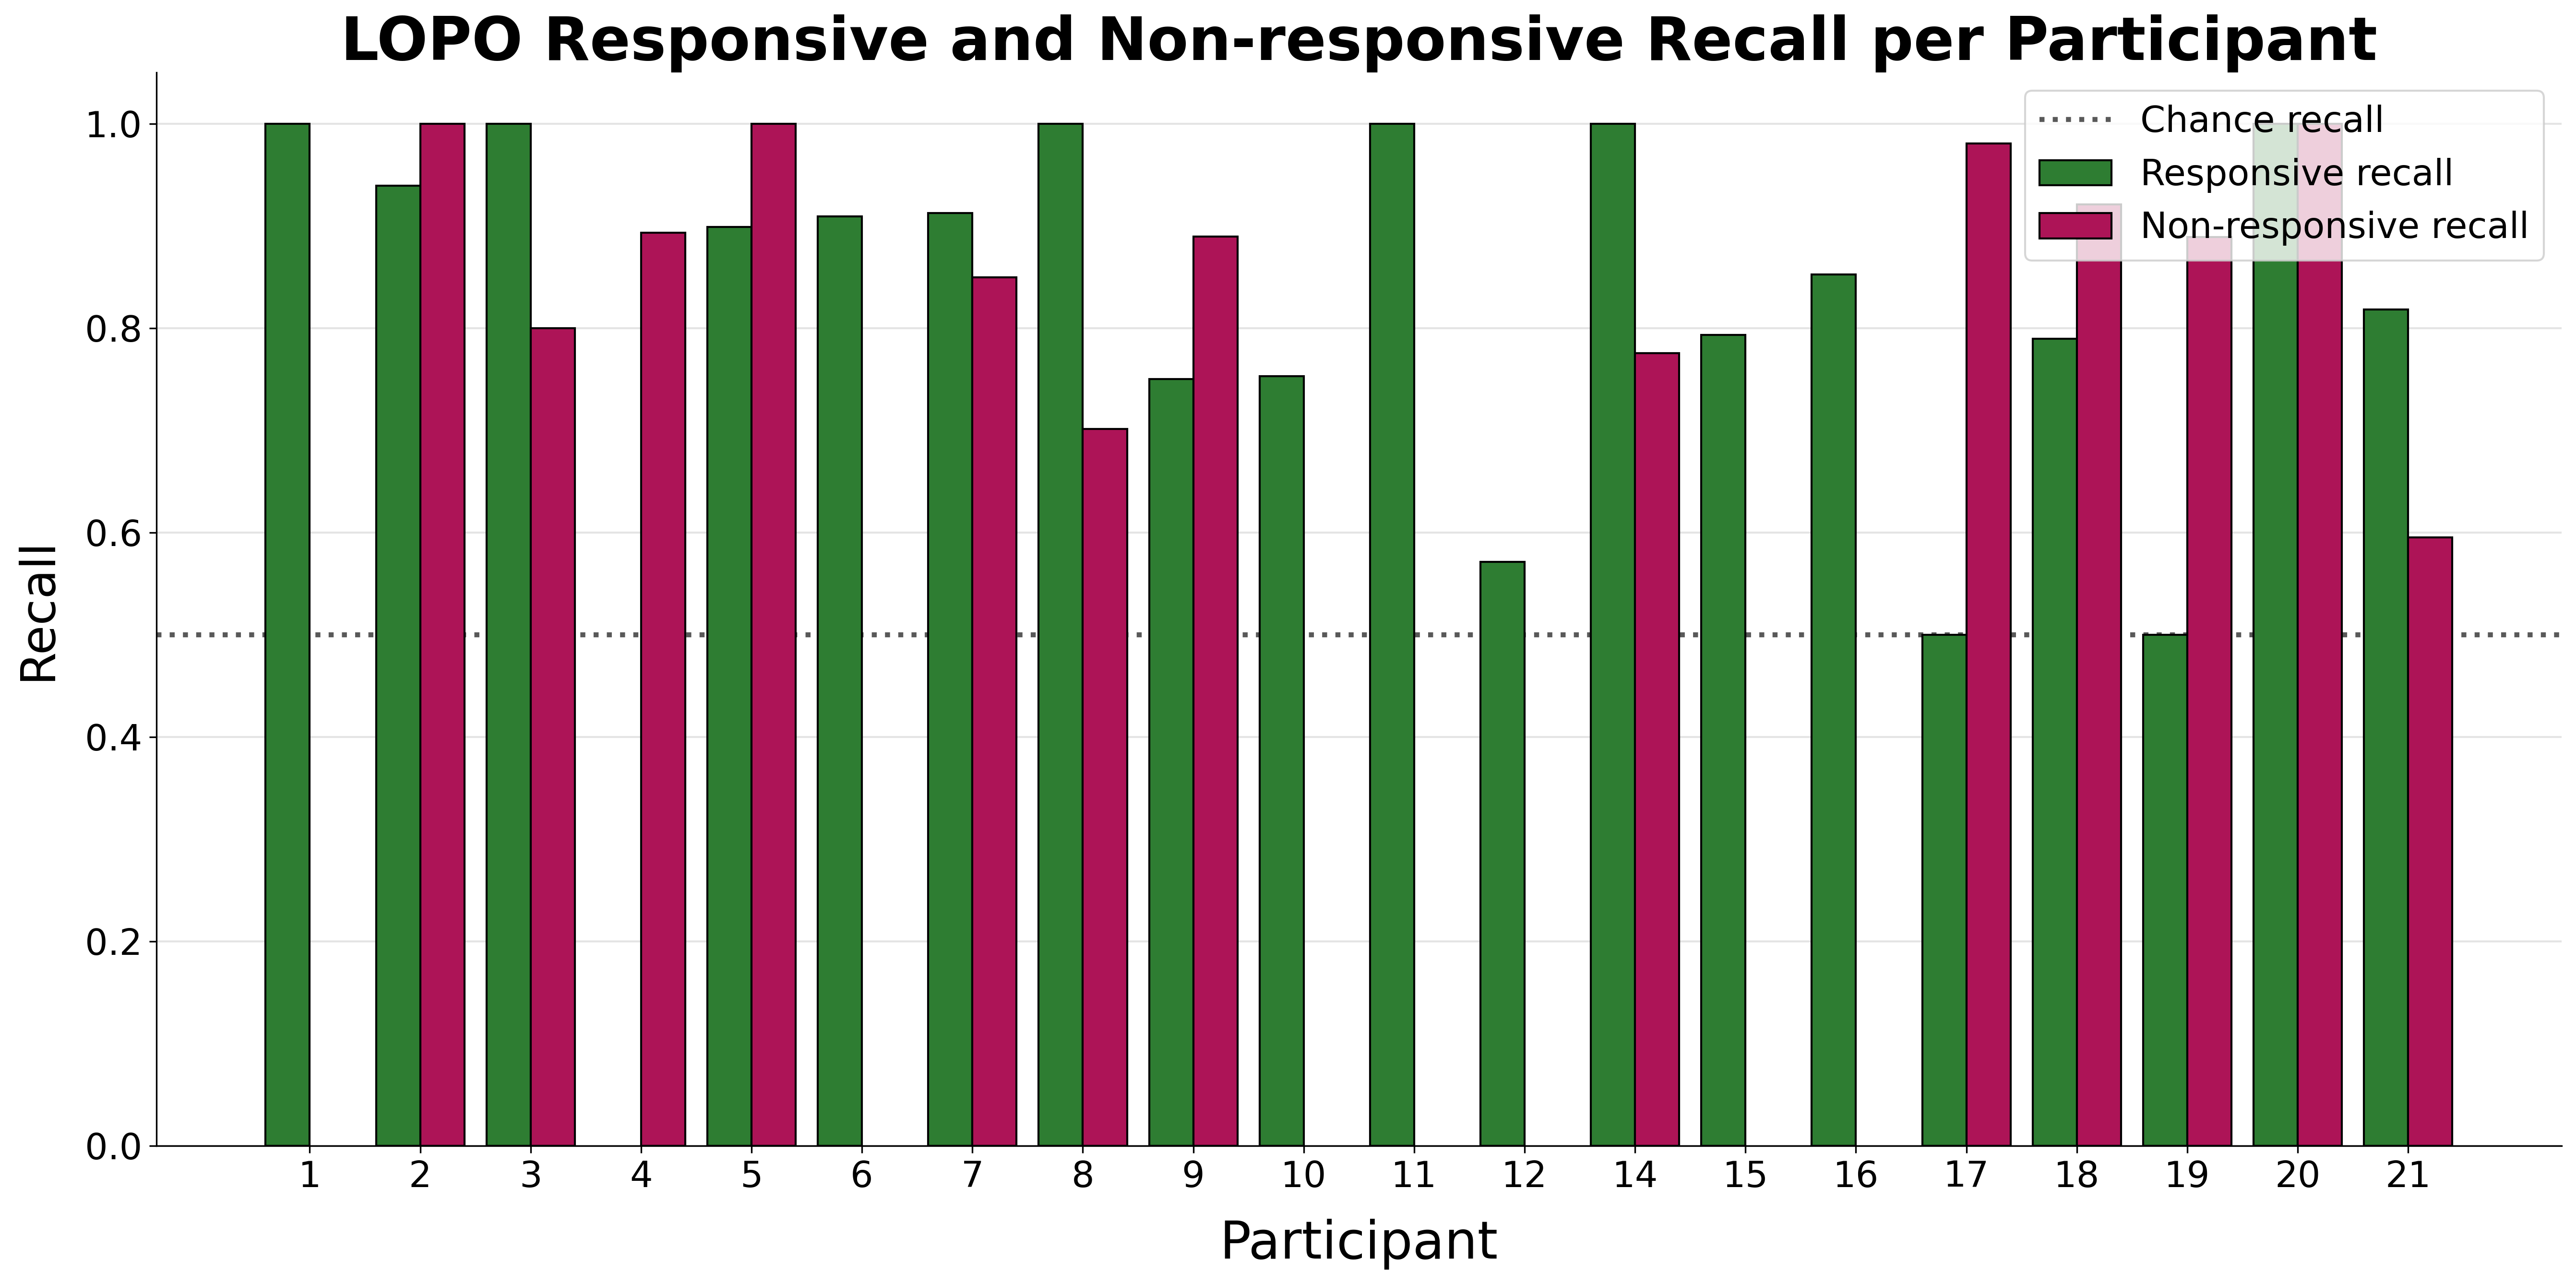 LOPO Responsive and Non-responsive Recall per Participant
Chance recall
Responsive recall
Non-responsive recall
Recall
1.0
0.8
0.6
0.4
0.2
0.0
1 2 3 4 5 6 7 8 9 10 11 12 14 15 16 17 18 19 20 21
Participant